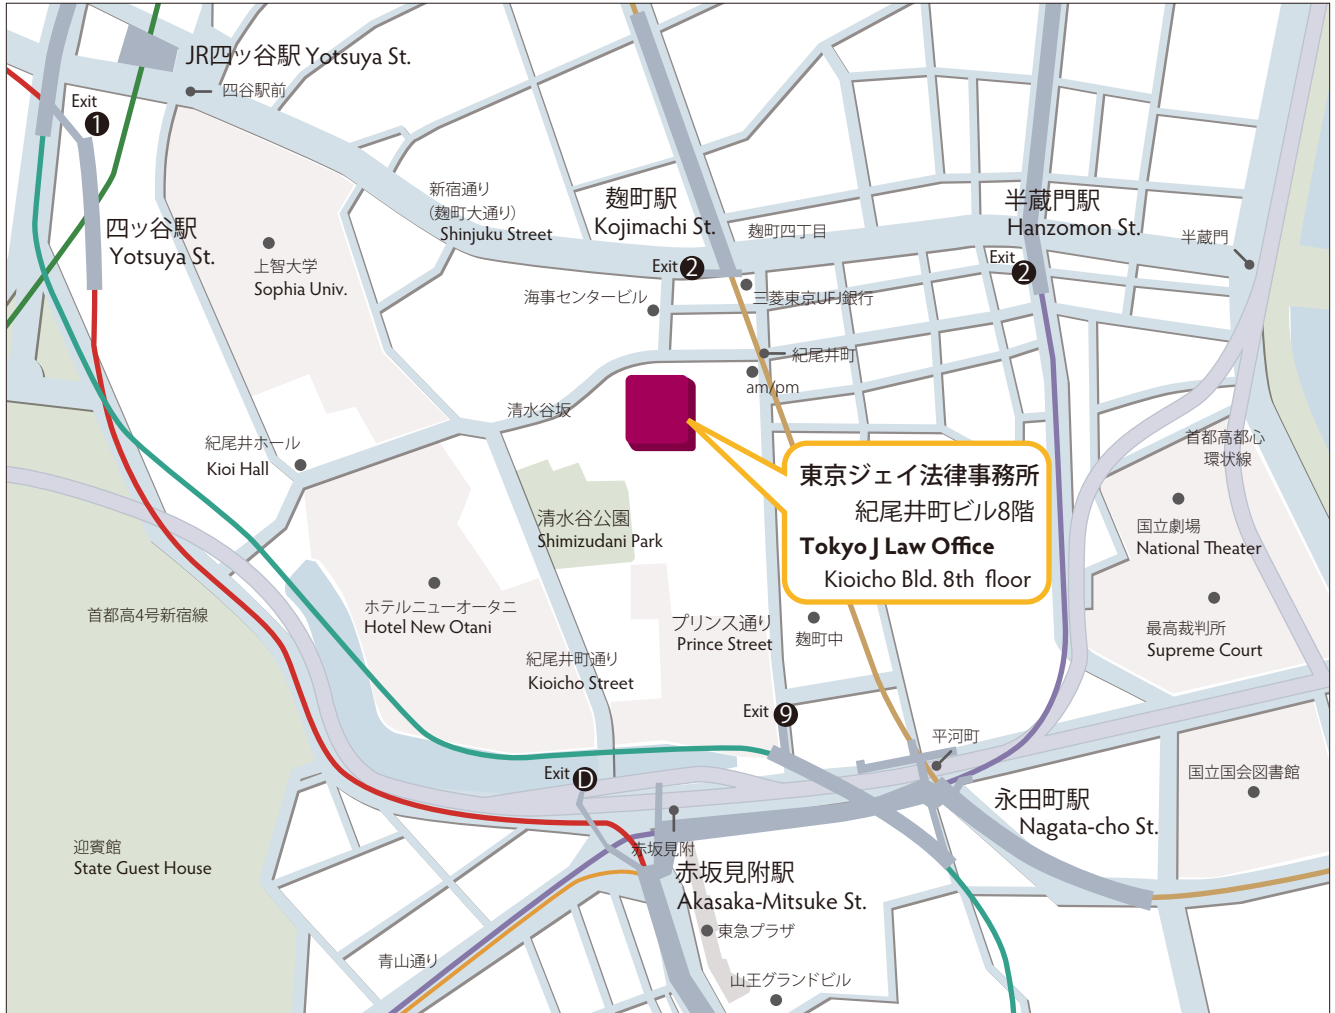 JR四ッ谷駅 Yotsuya St.
四谷駅前
Exit
1
四ッ谷駅
Yotsuya St.
上智大学
Sophia Univ.
新宿通り
(麹町大通り)
Shinjuku Street
麹町駅
Kojimachi St.
麹町四丁目
Exit 2
半蔵門駅
Hanzomon St.
Exit
2
半蔵門
海事センタービル
三菱東京UFJ銀行
紀尾井町
am/pm
清水谷坂
紀尾井ホール
Kioi Hall
首都高都心
環状線
東京ジェイ法律事務所
紀尾井町ビル8階
Tokyo J Law Office
Kioicho Bld. 8th floor
清水谷公園
Shimizudani Park
国立劇場
National Theater
首都高4号新宿線
ホテルニューオータニ
Hotel New Otani
プリンス通り
Prince Street
麹町中
最高裁判所
Supreme Court
紀尾井町通り
Kioicho Street
Exit 9
平河町
Exit D
国立国会図書館
永田町駅
Nagata-cho St.
迎賓館
State Guest House
赤坂見附
赤坂見附駅
Akasaka-Mitsuke St.
東急プラザ
青山通り
山王グランドビル